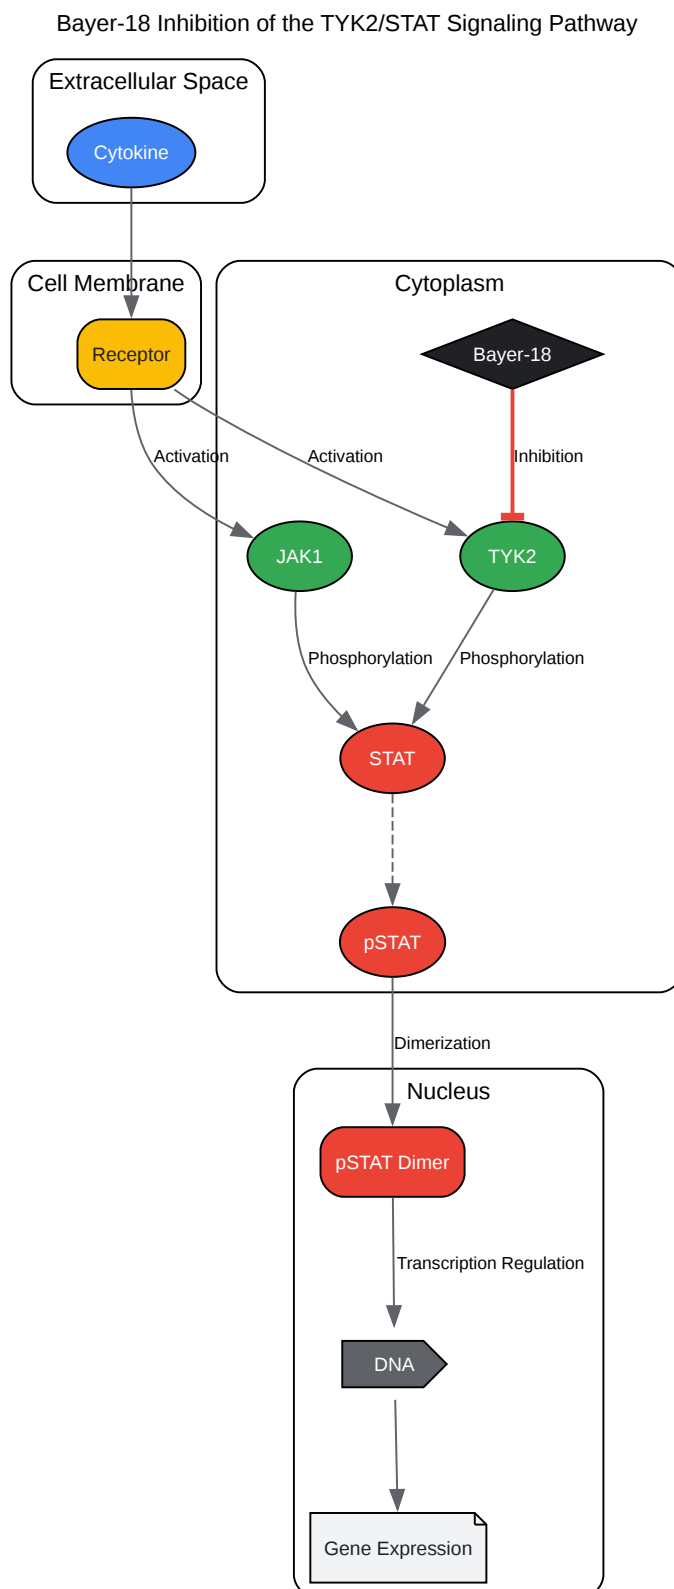 Bayer-18 Inhibition of the TYK2/STAT Signaling Pathway
Extracellular Space
Cytokine
Cell Membrane
Cytoplasm
Receptor
Bayer-18
Activation
Activation
Inhibition
JAK1
TYK2
Phosphorylation
Phosphorylation
STAT
pSTAT
Dimerization
Nucleus
pSTAT Dimer
Transcription Regulation
DNA
Gene Expression